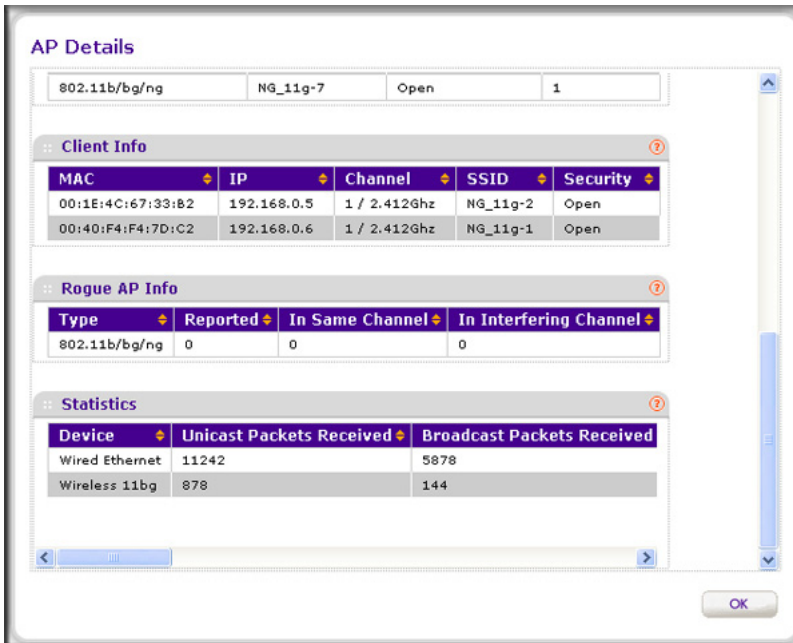 AP Details
802.11b/bg/ng NG_11g-7 Open 1
Client Info
MAC IP Channel SSID Security
00:1E:4C:67:33:B2 192.168.0.5 1 / 2.412Ghz NG_11g-2 Open
00:40:F4:F4:7D:C2 192.168.0.6 1 / 2.412Ghz NG_11g-1 Open
Rogue AP Info
Type Reported In Same Channel In Interfering Channel
802.11b/bg/ng 0 0 0
Statistics
Device Unicast Packets Received Broadcast Packets Received
Wired Ethernet 11242 5878
Wireless 11bg 878 144
OK